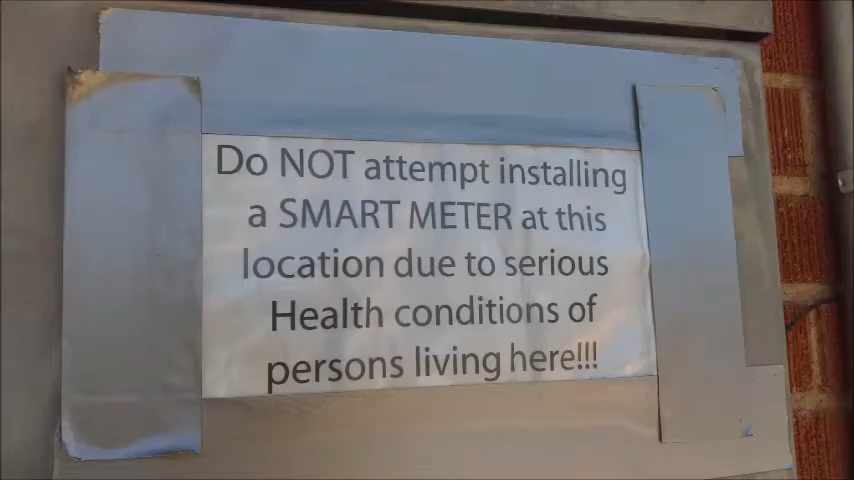 Do NOT attempt installing
a SMART METER at this
location due to serious
Health conditions of
persons living here!!!